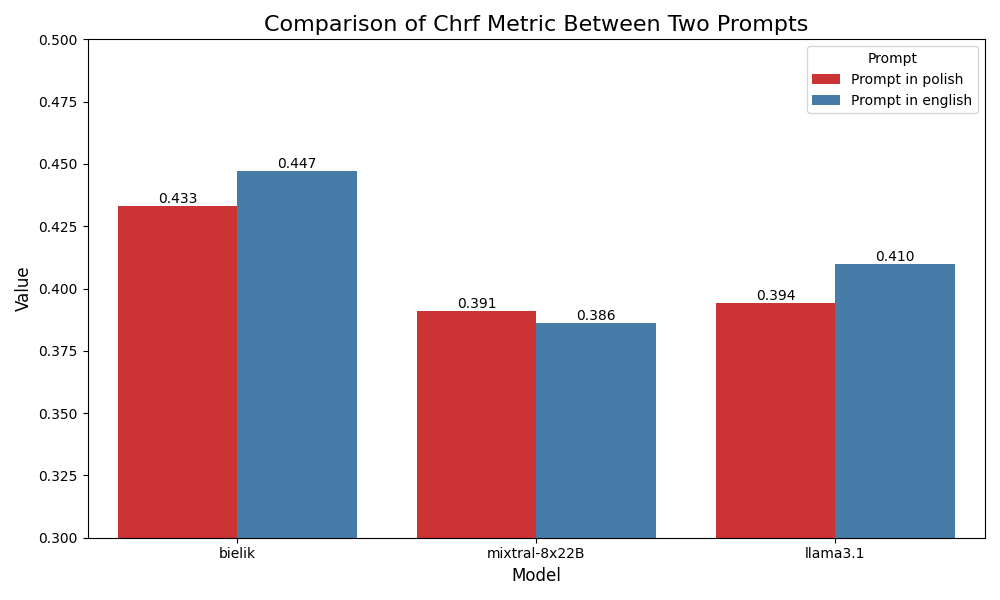 Comparison of Chrf Metric Between Two Prompts
0.500
0.475
0.450
0.425
0.400
0.375
0.350
0.325
0.300
Value
Prompt
Prompt in polish
Prompt in english
0.433
0.447
0.391
0.386
0.394
0.410
bielik
mixtral-8x22B
llama3.1
Model